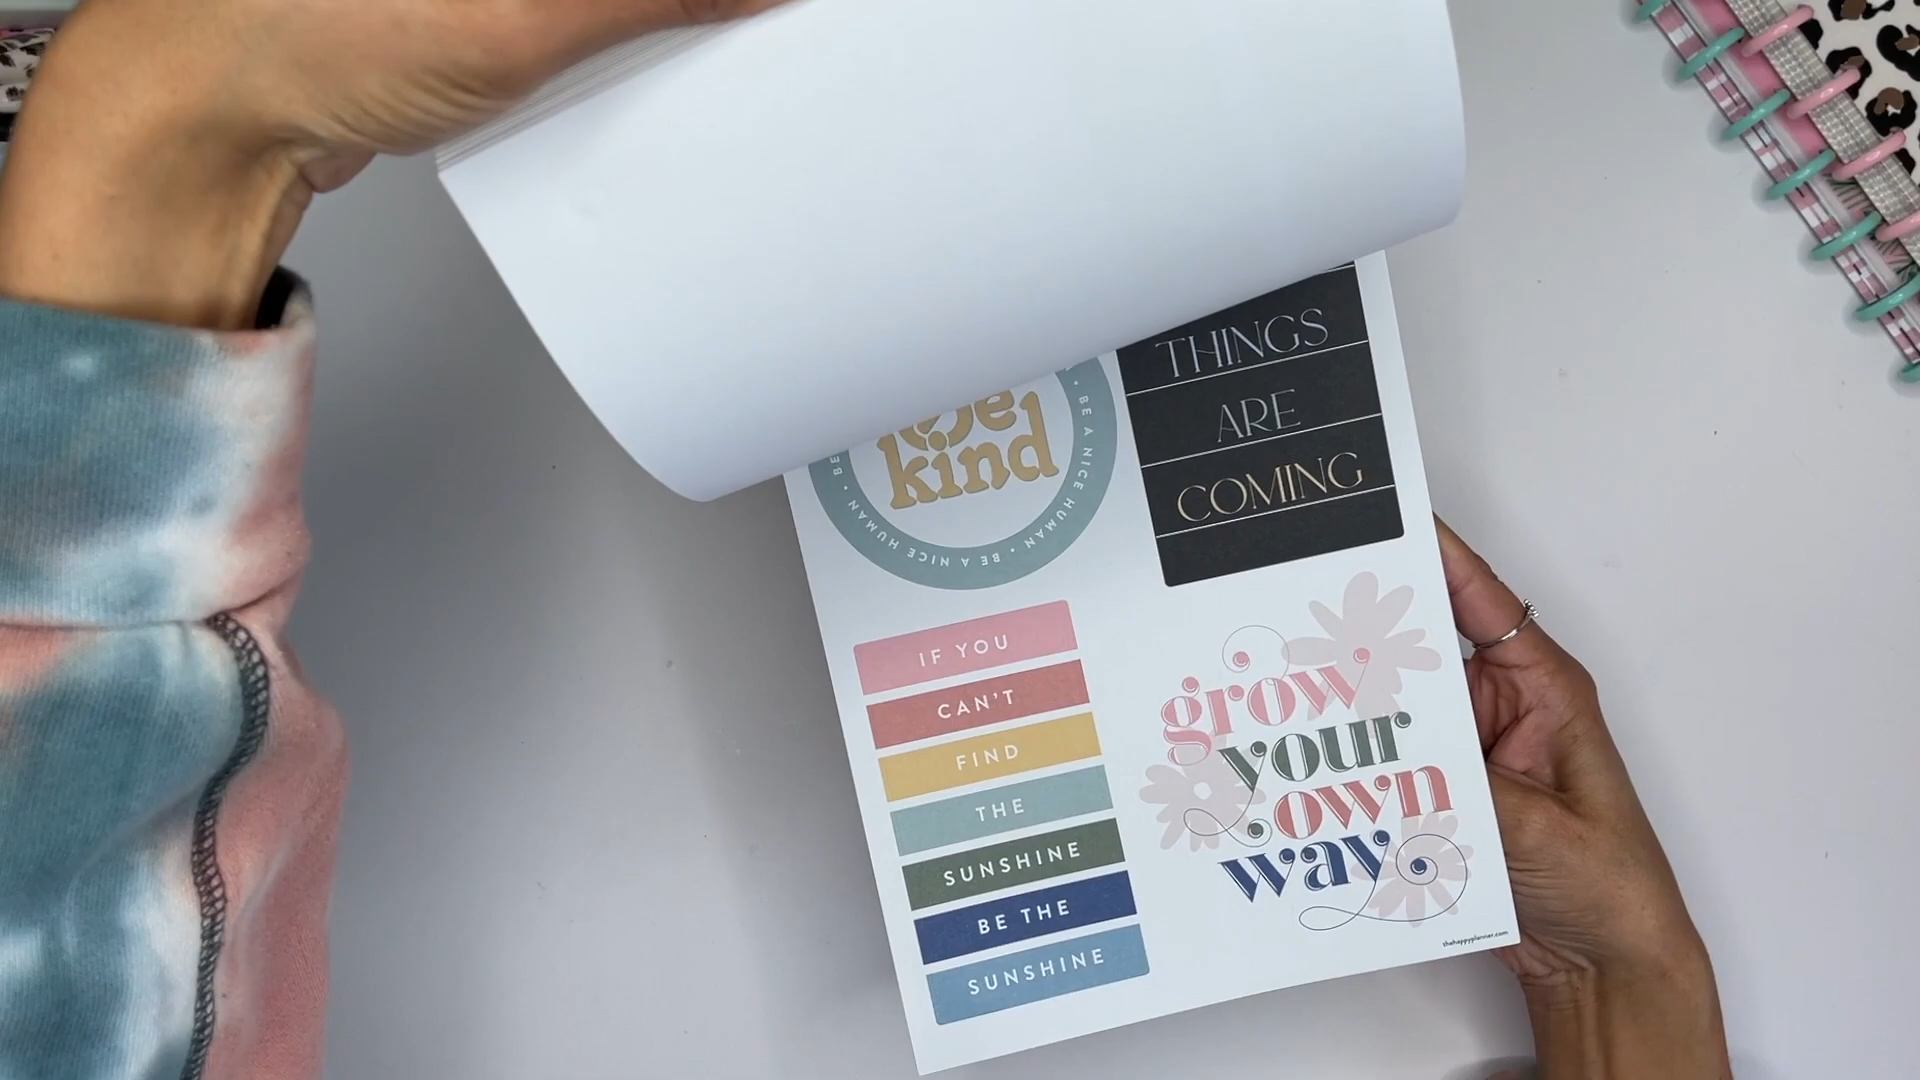 THINGS
ARE
COMING
be
kind
BE A NICE HUMAN • BE A NICE HUMAN • BE
IF YOU
CAN'T
FIND
THE
SUNSHINE
BE THE
SUNSHINE
grow
your
own
way
thehappyplanner.com